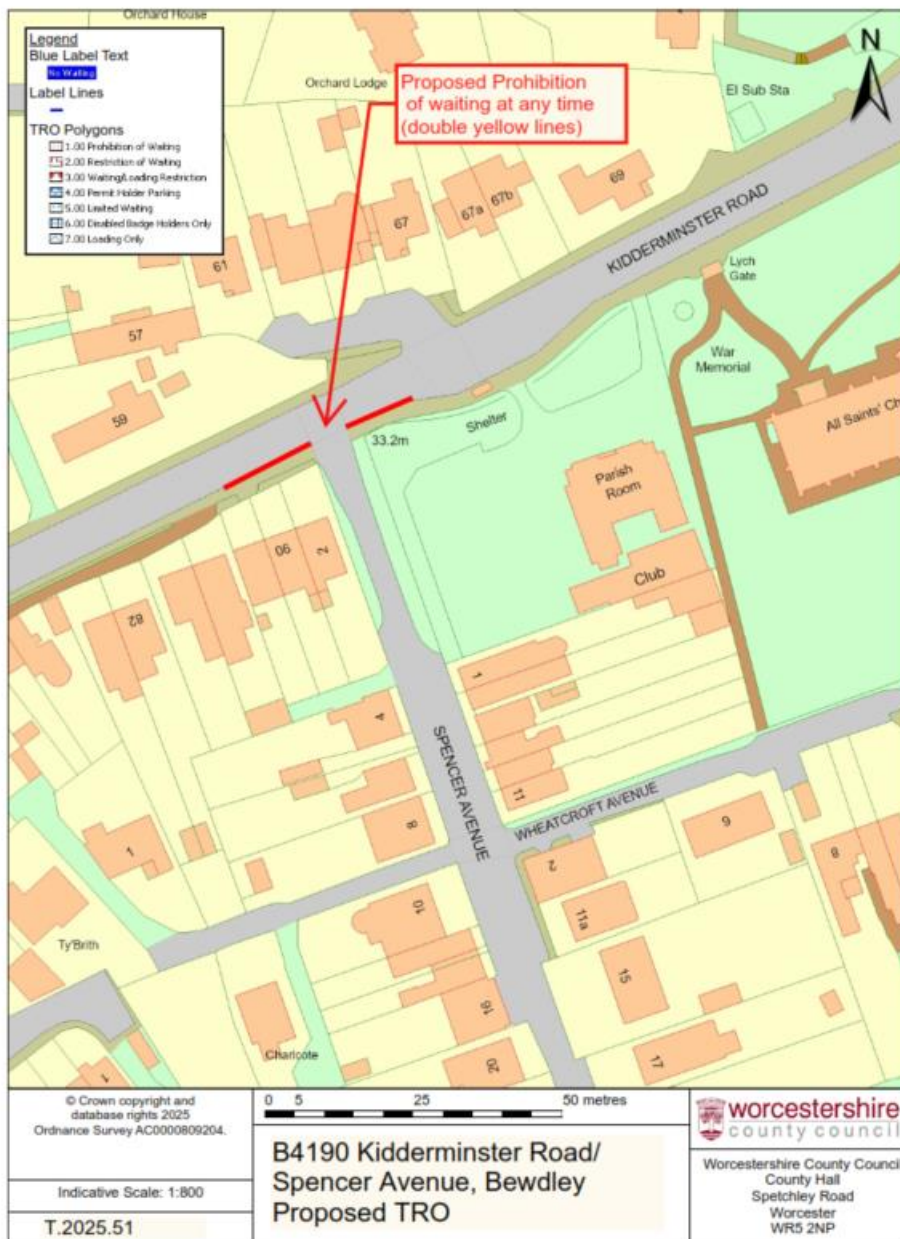 Orchard House
Legend
Blue Label Text
No Waiting
Label Lines
TRO Polygons
1.00 Prohibition of Waiting
2.00 Restriction of Waiting
3.00 Waiting/Loading Restriction
4.00 Permit Holder Parking
5.00 Limited Waiting
6.00 Disabled Badge Holders Only
7.00 Loading Only
Orchard Lodge
Proposed Prohibition
of waiting at any time
(double yellow lines)
N
El Sub Sta
69
67b
67a
67
61
KIDDERMINSTER ROAD
Lych
Gate
57
War
Memorial
59
All Saints' Ch
Shelter
33.2m
Parish
Room
90
2
Club
82
1
4
SPENCER AVENUE
11
WHEATCROFT AVENUE
8
9
1
2
8
10
11a
Ty'Brith
15
16
Charlcote
17
20
1
© Crown copyright and
database rights 2025
Ordnance Survey AC0000809204.
Indicative Scale: 1:800
T.2025.51
0 5 25 50 metres
B4190 Kidderminster Road/
Spencer Avenue, Bewdley
Proposed TRO
worcestershire
county council
Worcestershire County Council
County Hall
Spetchley Road
Worcester
WR5 2NP